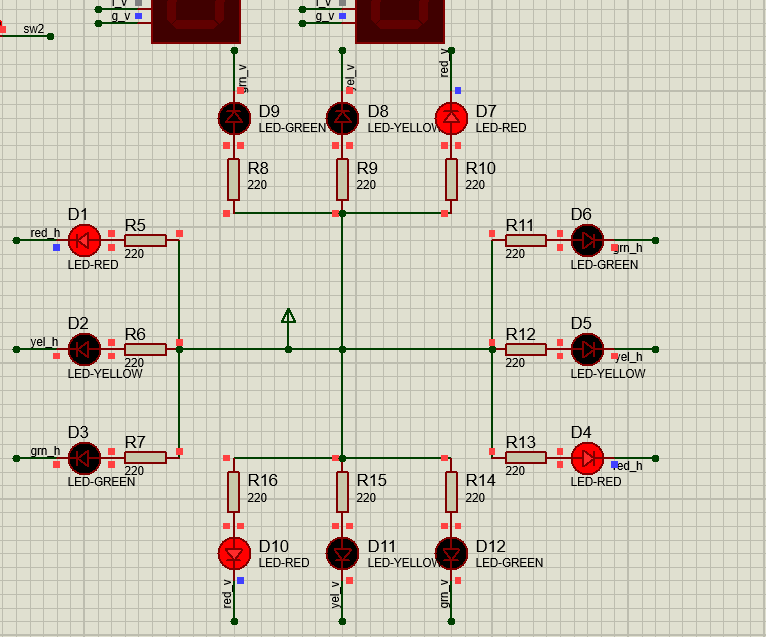 f_v
f_v
g_v
g_v
sw2
grn_v
yel_v
red_v
D9
LED-GREEN
D8
LED-YELLOW
D7
LED-RED
R8
220
R9
220
R10
220
D1
red_h
LED-RED
R5
220
R11
220
D6
grn_h
LED-GREEN
D2
yel_h
LED-YELLOW
R6
220
R12
220
D5
yel_h
LED-YELLOW
D3
grn_h
LED-GREEN
R7
220
R13
220
D4
red_h
LED-RED
R16
220
R15
220
R14
220
D10
LED-RED
D11
LED-YELLOW
D12
LED-GREEN
red_v
yel_v
grn_v